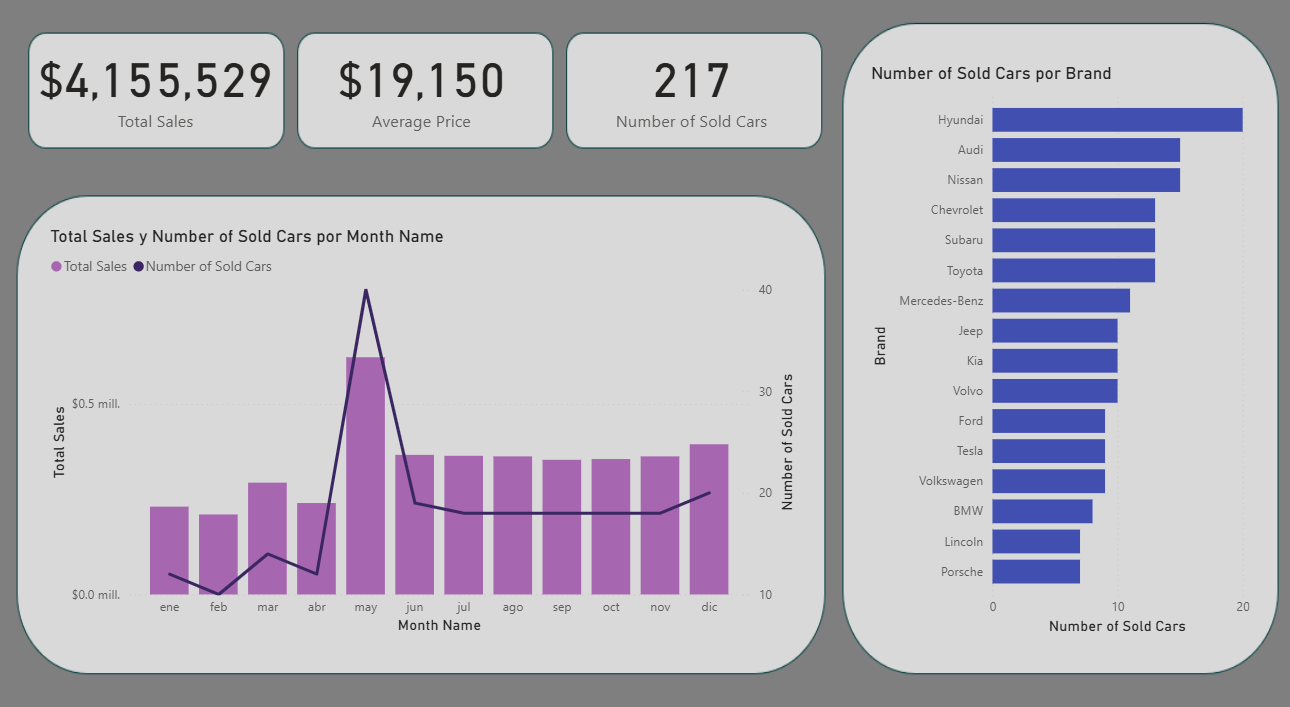 $4,155,529
Total Sales
$19,150
Average Price
217
Number of Sold Cars
Total Sales y Number of Sold Cars por Month Name
Total Sales Number of Sold Cars
Total Sales
$0.5 mill.
$0.0 mill.
40
30
20
10
Number of Sold Cars
ene feb mar abr may jun jul ago sep oct nov dic
Month Name
Number of Sold Cars por Brand
Brand
Hyundai
Audi
Nissan
Chevrolet
Subaru
Toyota
Mercedes-Benz
Jeep
Kia
Volvo
Ford
Tesla
Volkswagen
BMW
Lincoln
Porsche
0 10 20
Number of Sold Cars